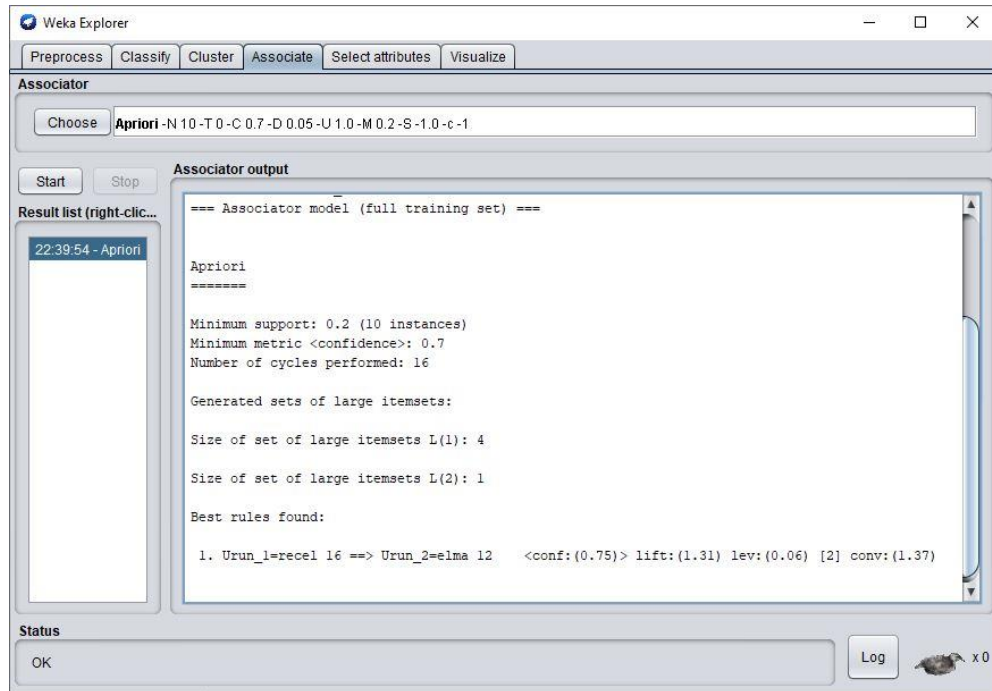 Weka Explorer
Preprocess Classify Cluster Associate Select attributes Visualize
Associator
Choose Apriori -N 10 -T 0 -C 0.7 -D 0.05 -U 1.0 -M 0.2 -S -1.0 -c -1
Start Stop
Result list (right-clic...
22:39:54 - Apriori
Associator output
=== Associator model (full training set) ===
Apriori
=======
Minimum support: 0.2 (10 instances)
Minimum metric <confidence>: 0.7
Number of cycles performed: 16
Generated sets of large itemsets:
Size of set of large itemsets L(1): 4
Size of set of large itemsets L(2): 1
Best rules found:
1. Urun_1=recel 16 ==> Urun_2=elma 12 <conf:(0.75)> lift:(1.31) lev:(0.06) [2] conv:(1.37)
Status
OK
Log
x 0